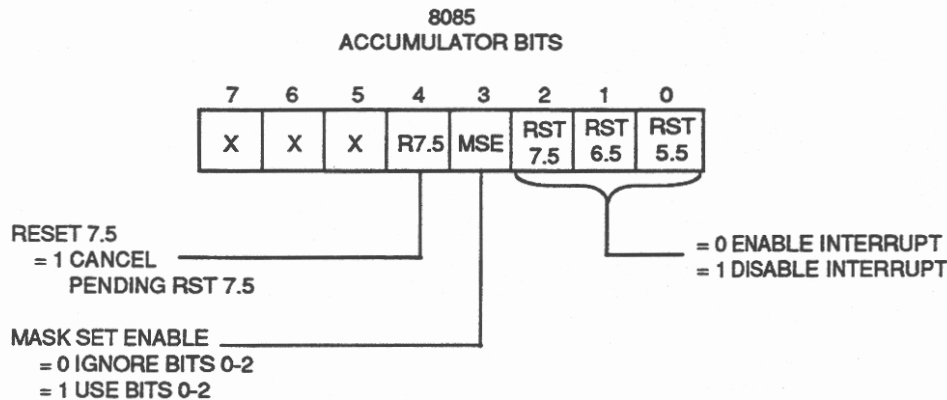 8085
ACCUMULATOR BITS
7 6 5 4 3 2 1 0
X X X R7.5 MSE RST 7.5 RST 6.5 RST 5.5
RESET 7.5
= 1 CANCEL
PENDING RST 7.5
= 0 ENABLE INTERRUPT
= 1 DISABLE INTERRUPT
MASK SET ENABLE
= 0 IGNORE BITS 0-2
= 1 USE BITS 0-2